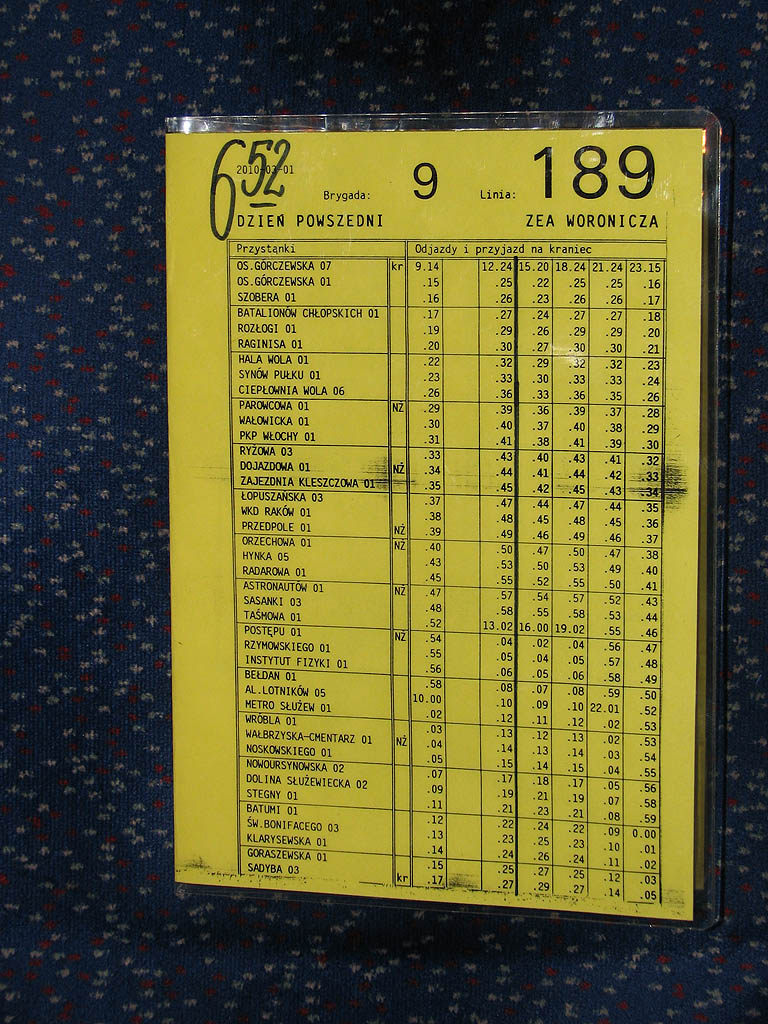 652
2010-03-01
Brygada: 9 Linia: 189
DZIEŃ POWSZEDNI ZEA WORONICZA
Przystanki Odjazdy i przyjazd na kraniec
OS.GÓRCZEWSKA 07 kr 9.14 12.24 15.20 18.24 21.24 23.15
OS.GÓRCZEWSKA 01 .15 .25 .22 .25 .25 .16
SZOBERA 01 .16 .26 .23 .26 .26 .17
BATALIONÓW CHŁOPSKICH 01 .17 .27 .24 .27 .27 .18
ROZŁOGI 01 .19 .29 .26 .29 .29 .20
RAGINISA 01 .20 .30 .27 .30 .30 .21
HALA WOLA 01 .22 .32 .29 .32 .32 .23
SYNÓW PUŁKU 01 .23 .33 .30 .33 .33 .24
CIEPŁOWNIA WOLA 06 .26 .36 .33 .36 .35 .26
PAROWCOWA 01 NŻ .29 .39 .36 .39 .37 .28
WAŁOWICKA 01 .30 .40 .37 .40 .38 .29
PKP WŁOCHY 01 .31 .41 .38 .41 .39 .30
RYŻOWA 03 .33 .43 .40 .43 .41 .32
DOJAZDOWA 01 NŻ .34 .44 .41 .44 .42 .33
ZAJEZDNIA KLESZCZOWA 01 .35 .45 .42 .45 .43 .34
ŁOPUSZAŃSKA 03 .37 .47 .44 .47 .44 .35
WKD RAKÓW 01 .38 .48 .45 .48 .45 .36
PRZEDPOLE 01 NŻ .39 .49 .46 .49 .46 .37
ORZECHOWA 01 NŻ .40 .50 .47 .50 .47 .38
HYNKA 05 .43 .53 .50 .53 .49 .40
RADAROWA 01 .45 .55 .52 .55 .50 .41
ASTRONAUTÓW 01 NŻ .47 .57 .54 .57 .52 .43
SASANKI 03 .48 .58 .55 .58 .53 .44
TAŚMOWA 01 .52 13.02 16.00 19.02 .55 .46
POSTĘPU 01 NŻ .54 .04 .02 .04 .56 .47
RZYMOWSKIEGO 01 .55 .05 .04 .05 .57 .48
INSTYTUT FIZYKI 01 .56 .06 .05 .06 .58 .49
BEŁDAN 01 .58 .08 .07 .08 .59 .50
AL.LOTNIKÓW 05 10.00 .10 .09 .10 22.01 .52
METRO SŁUŻEW 01 .02 .12 .11 .12 .02 .53
WRÓBLA 01 .03 .13 .12 .13 .02 .53
WAŁBRZYSKA-CMENTARZ 01 NŻ .04 .14 .13 .14 .03 .54
NOSKOWSKIEGO 01 .05 .15 .14 .15 .04 .55
NOWOURSYNOWSKA 02 .07 .17 .18 .17 .05 .56
DOLINA SŁUŻEWIECKA 02 .09 .19 .21 .19 .07 .58
STEGNY 01 .11 .21 .23 .21 .08 .59
BATUMI 01 .12 .22 .24 .22 .09 0.00
ŚW.BONIFACEGO 03 .13 .23 .25 .23 .10 .01
KLARYSEWSKA 01 .14 .24 .26 .24 .11 .02
GORASZEWSKA 01 .15 .25 .27 .25 .12 .03
SADYBA 03 kr .17 .27 .29 .27 .14 .05